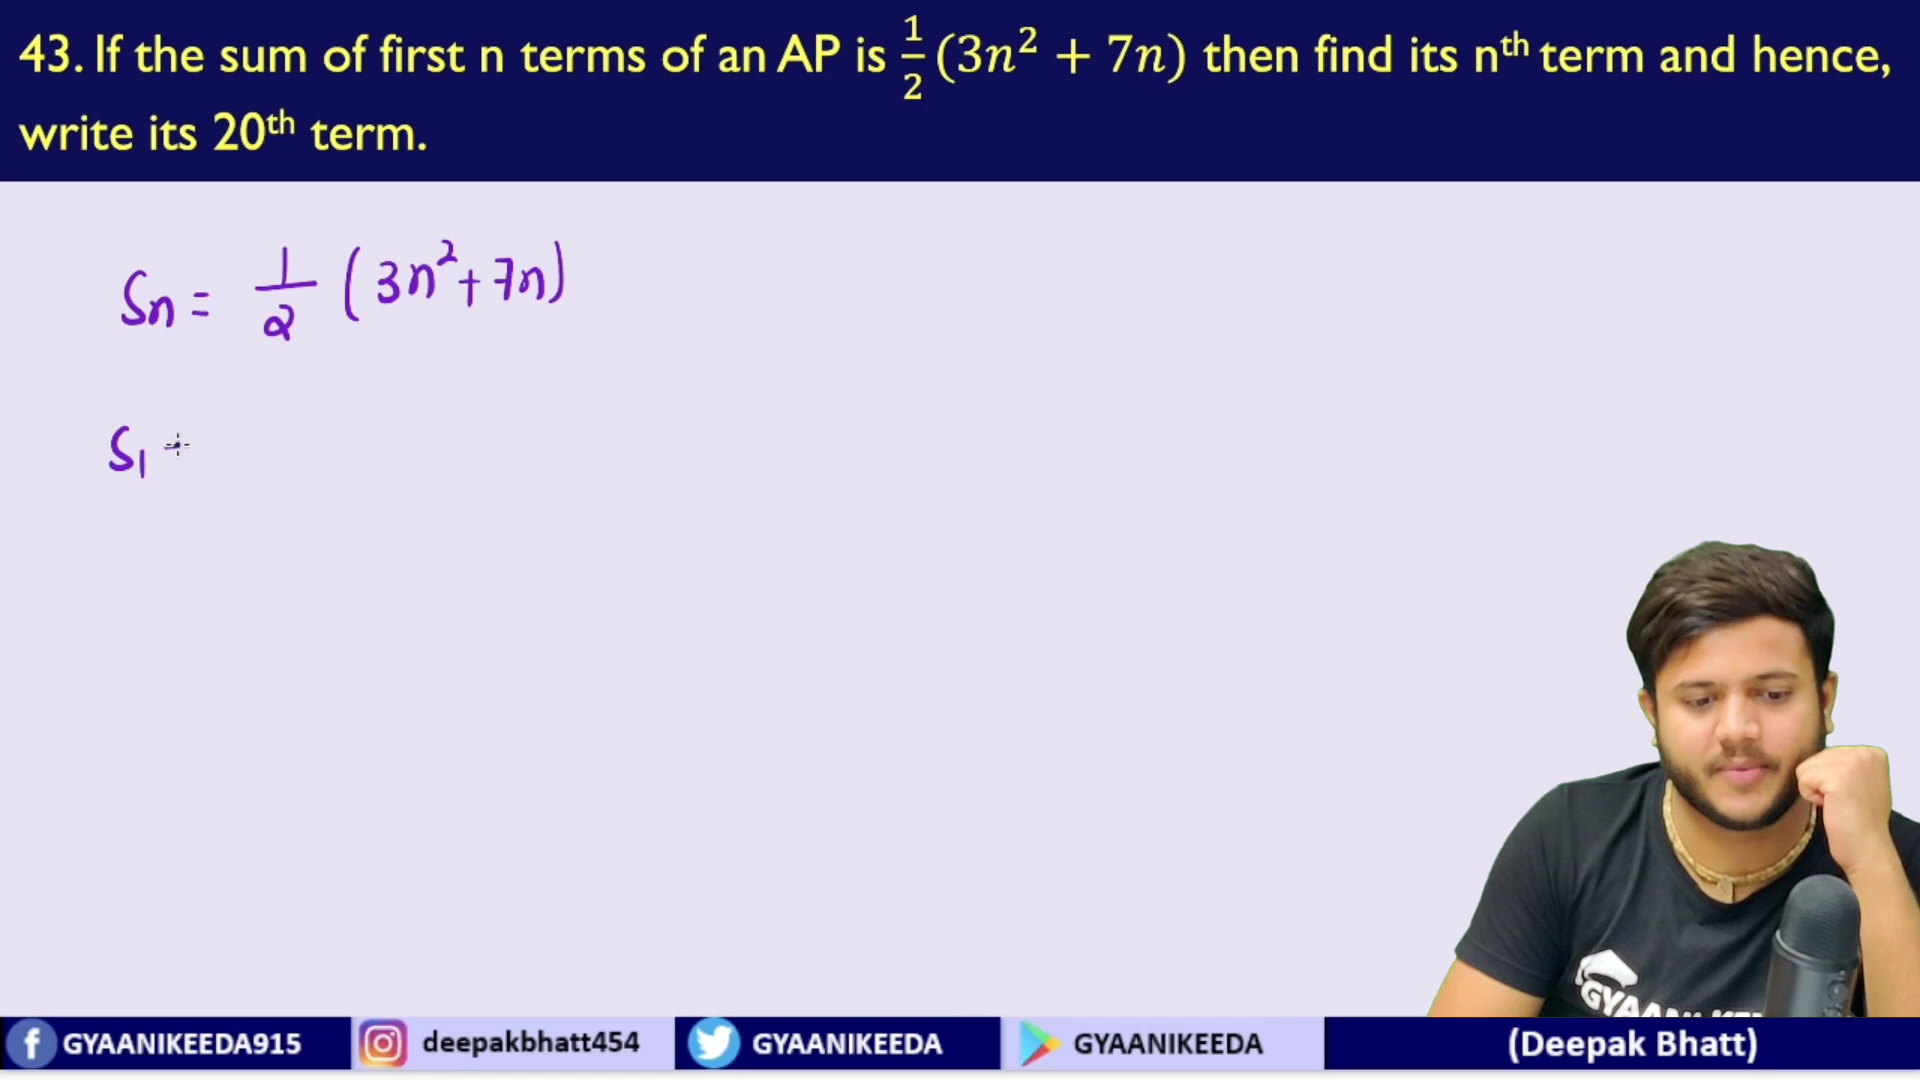 43. If the sum of first n terms of an AP is 1/2 (3n² + 7n) then find its nᵗʰ term and hence,
write its 20ᵗʰ term.
Sn = 1/2 (3n² + 7n)
S₁
GYAANIKEEDA915 deepakbhatt454 GYAANIKEEDA GYAANIKEEDA (Deepak Bhatt)